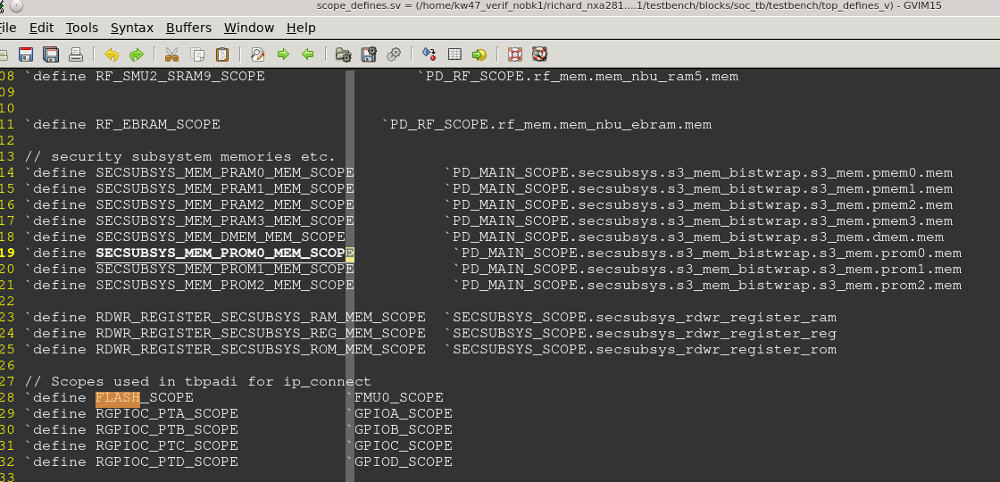 scope_defines.sv = (/home/kw47_verif_nobk1/richard_nxa281....1/testbench/blocks/soc_tb/testbench/top_defines_v) - GVIM15
File Edit Tools Syntax Buffers Window Help
08 `define RF_SMU2_SRAM9_SCOPE `PD_RF_SCOPE.rf_mem.mem_nbu_ram5.mem
09
10
11 `define RF_EBRAM_SCOPE `PD_RF_SCOPE.rf_mem.mem_nbu_ebram.mem
12
13 // security subsystem memories etc.
14 `define SECSUBSYS_MEM_PRAM0_MEM_SCOPE `PD_MAIN_SCOPE.secsubsys.s3_mem_bistwrap.s3_mem.pmem0.mem
15 `define SECSUBSYS_MEM_PRAM1_MEM_SCOPE `PD_MAIN_SCOPE.secsubsys.s3_mem_bistwrap.s3_mem.pmem1.mem
16 `define SECSUBSYS_MEM_PRAM2_MEM_SCOPE `PD_MAIN_SCOPE.secsubsys.s3_mem_bistwrap.s3_mem.pmem2.mem
17 `define SECSUBSYS_MEM_PRAM3_MEM_SCOPE `PD_MAIN_SCOPE.secsubsys.s3_mem_bistwrap.s3_mem.pmem3.mem
18 `define SECSUBSYS_MEM_DMEM_MEM_SCOPE `PD_MAIN_SCOPE.secsubsys.s3_mem_bistwrap.s3_mem.dmem.mem
19 `define SECSUBSYS_MEM_PROM0_MEM_SCOPE `PD_MAIN_SCOPE.secsubsys.s3_mem_bistwrap.s3_mem.prom0.mem
20 `define SECSUBSYS_MEM_PROM1_MEM_SCOPE `PD_MAIN_SCOPE.secsubsys.s3_mem_bistwrap.s3_mem.prom1.mem
21 `define SECSUBSYS_MEM_PROM2_MEM_SCOPE `PD_MAIN_SCOPE.secsubsys.s3_mem_bistwrap.s3_mem.prom2.mem
22
23 `define RDWR_REGISTER_SECSUBSYS_RAM_MEM_SCOPE `SECSUBSYS_SCOPE.secsubsys_rdwr_register_ram
24 `define RDWR_REGISTER_SECSUBSYS_REG_MEM_SCOPE `SECSUBSYS_SCOPE.secsubsys_rdwr_register_reg
25 `define RDWR_REGISTER_SECSUBSYS_ROM_MEM_SCOPE `SECSUBSYS_SCOPE.secsubsys_rdwr_register_rom
26
27 // Scopes used in tbpadi for ip_connect
28 `define FLASH_SCOPE `FMU0_SCOPE
29 `define RGPIOC_PTA_SCOPE `GPIOA_SCOPE
30 `define RGPIOC_PTB_SCOPE `GPIOB_SCOPE
31 `define RGPIOC_PTC_SCOPE `GPIOC_SCOPE
32 `define RGPIOC_PTD_SCOPE `GPIOD_SCOPE
33